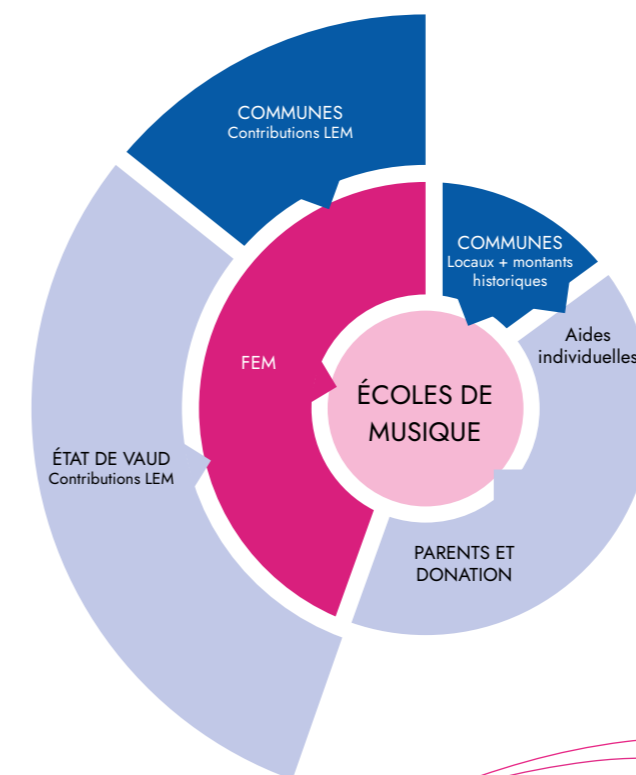 COMMUNES
Contributions LEM
COMMUNES
Locaux + montants
historiques
Aides
individuelles
FEM
ÉCOLES DE
MUSIQUE
ÉTAT DE VAUD
Contributions LEM
PARENTS ET
DONATION